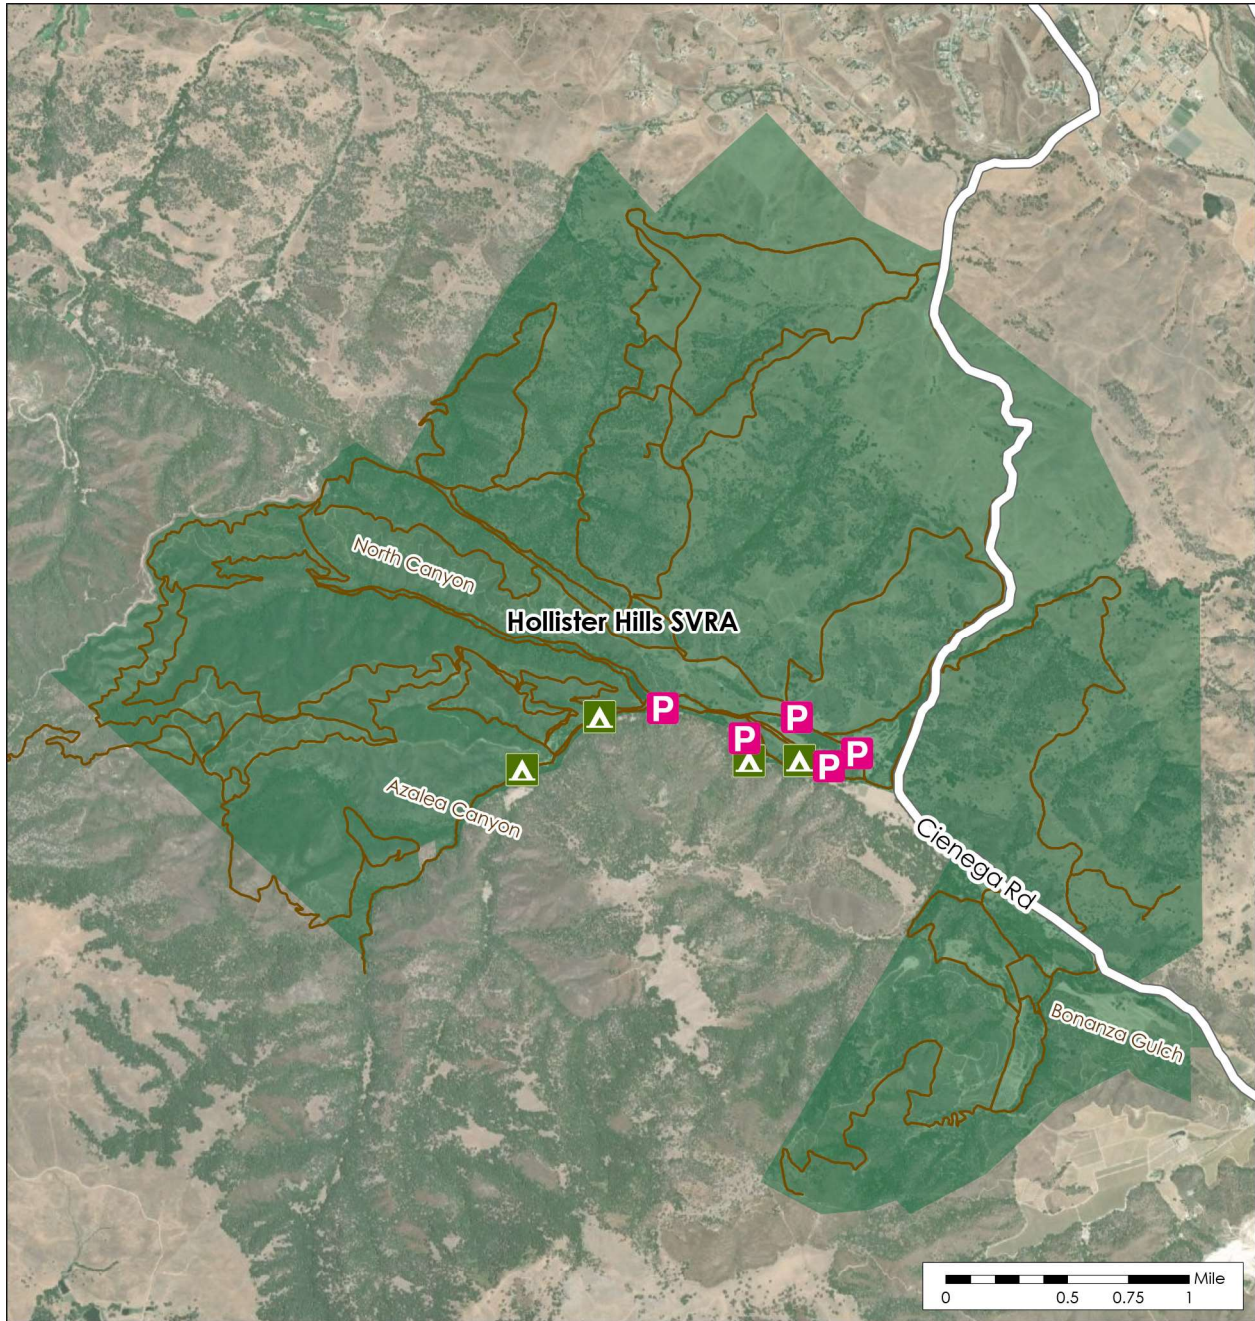 North Canyon
Hollister Hills SVRA
P
P
P
P
P
Azalea Canyon
Cienega Rd
Bonanza Gulch
Mile
0 0.5 0.75 1